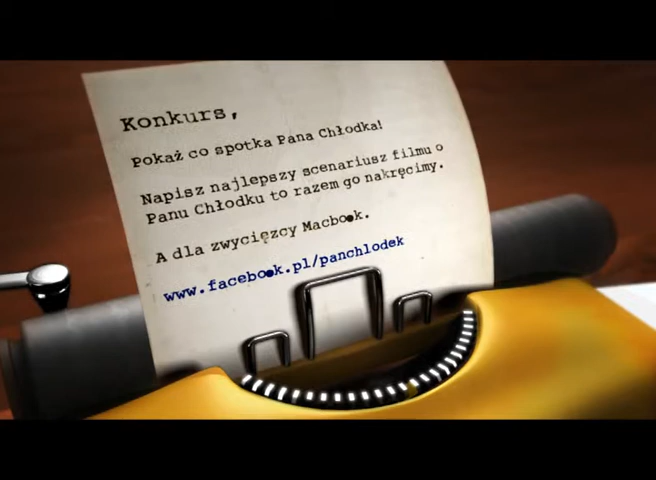 Konkurs,
Pokaż co spotka Pana Chłodka!
Napisz najlepszy scenariusz filmu o
Panu Chłodku to razem go nakręcimy.
A dla zwycięzcy Macbook.
www.facebook.pl/panchlodek